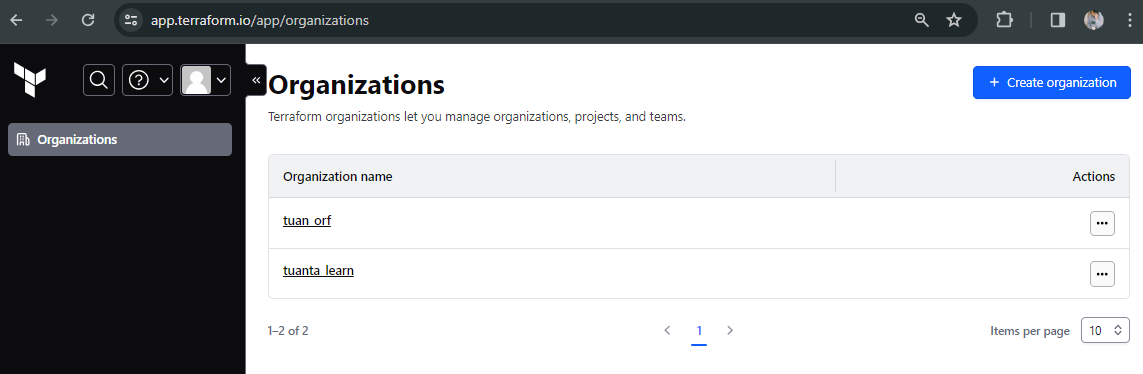 app.terraform.io/app/organizations
Organizations
+ Create organization
Terraform organizations let you manage organizations, projects, and teams.
Organizations
Organization name Actions
tuan_orf
tuanta_learn
1–2 of 2 1 Items per page 10